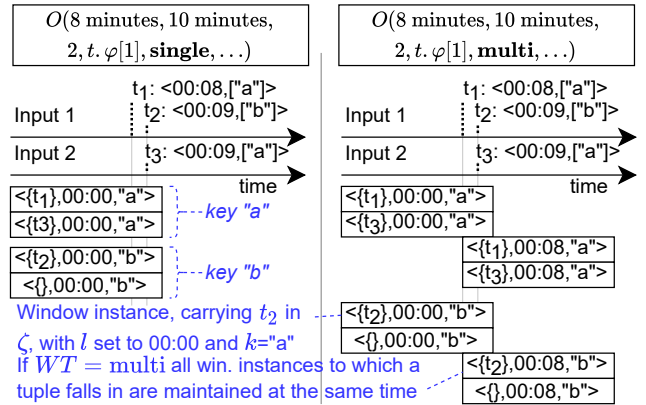 O(8 minutes, 10 minutes,
2, t. φ[1], single, …)
t1: <00:08,["a"]>
t2: <00:09,["b"]>
Input 1
Input 2
t3: <00:09,["a"]>
time
<{t1},00:00,"a">
<{t3},00:00,"a">
key "a"
<{t2},00:00,"b">
<{},00:00,"b">
key "b"
O(8 minutes, 10 minutes,
2, t. φ[1], multi, …)
t1: <00:08,["a"]>
t2: <00:09,["b"]>
Input 1
Input 2
t3: <00:09,["a"]>
time
<{t1},00:00,"a">
<{t3},00:00,"a">
<{t1},00:08,"a">
<{t3},00:08,"a">
<{t2},00:00,"b">
<{},00:00,"b">
<{t2},00:08,"b">
<{},00:08,"b">
Window instance, carrying t2 in
ζ, with l set to 00:00 and k="a"
If WT = multi all win. instances to which a
tuple falls in are maintained at the same time